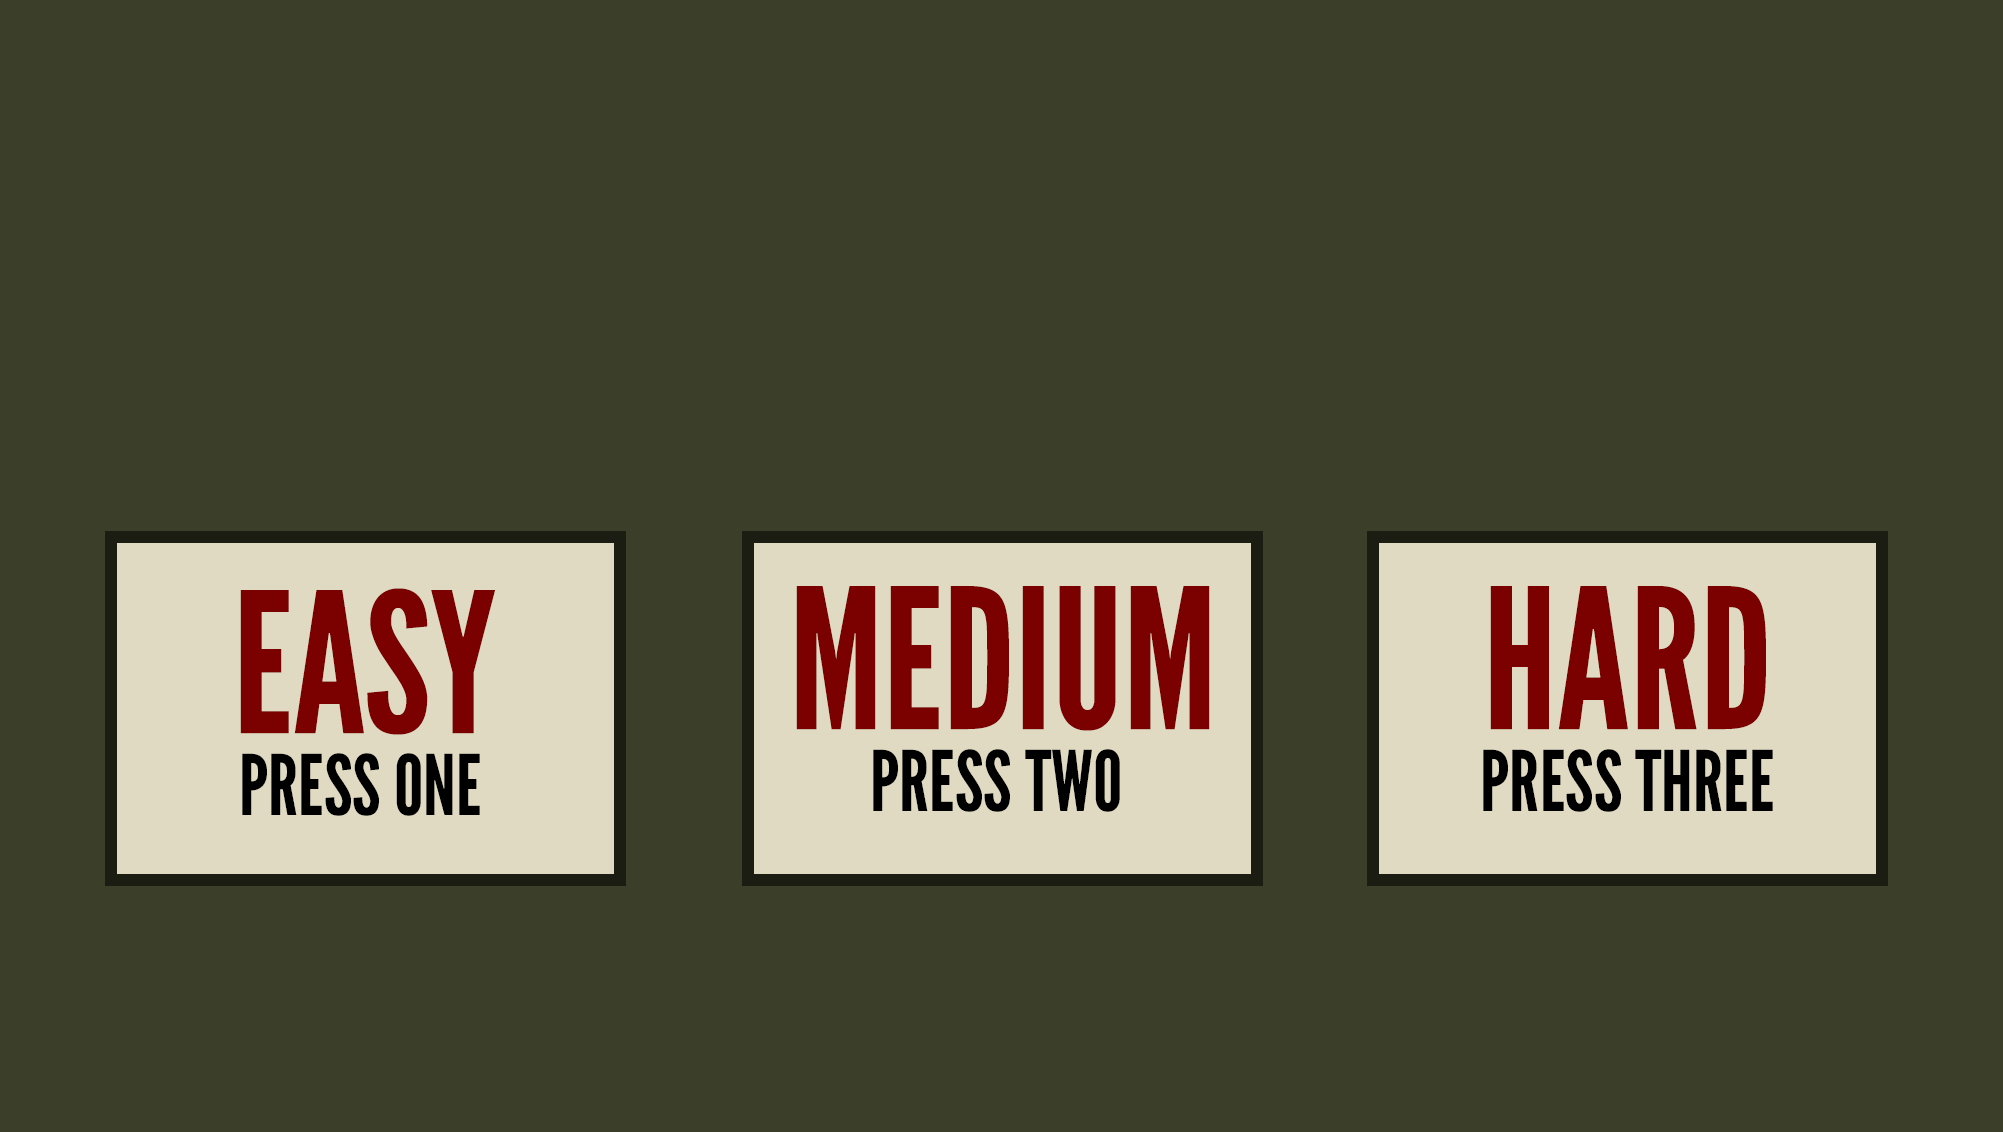 EASY
PRESS ONE
MEDIUM
PRESS TWO
HARD
PRESS THREE